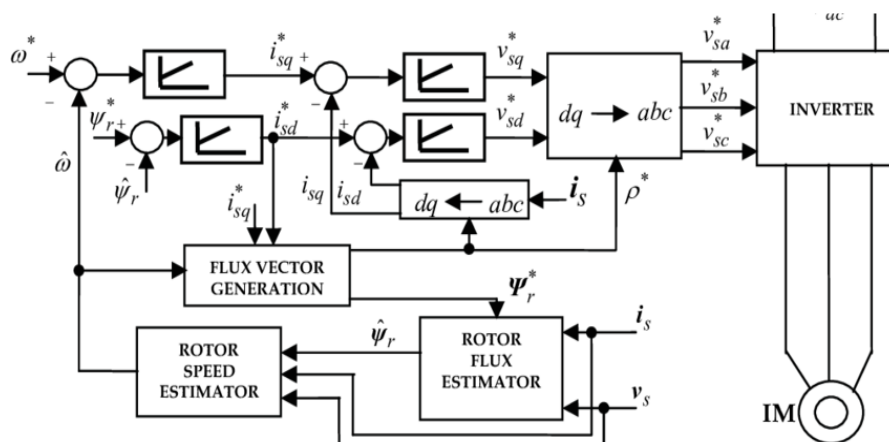 ac
ω* + − i*sq + − v*sq v*sa
ψ*r + − i*sd + − v*sd dq → abc v*sb INVERTER
v*sc
ω̂ ψ̂r i*sq isq isd dq ← abc is ρ*
FLUX VECTOR
GENERATION
Ψ*r
ψ̂r is
ROTOR
SPEED
ESTIMATOR
ROTOR
FLUX
ESTIMATOR
vs
IM